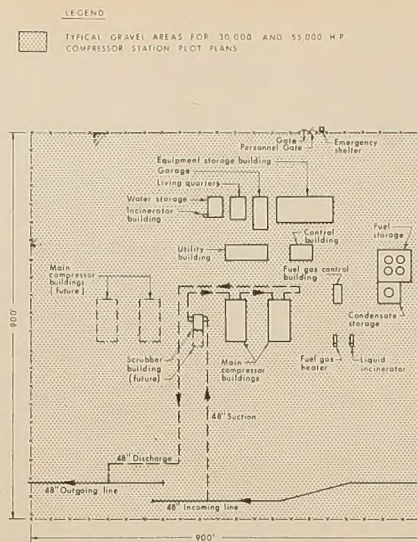 LEGEND
TYPICAL GRAVEL AREAS FOR 30,000 AND 55,000 H.P.
COMPRESSOR STATION PLOT PLANS
Gate
Personnel Gate
Emergency
shelter
Equipment storage building
Garage
Living quarters
Water storage
Incinerator
building
Fuel
storage
Utility
building
Control
building
Fuel gas control
building
Main
compressor
buildings
(future)
Condensate
storage
Scrubber
building
(future)
Main
compressor
buildings
Fuel gas
heater
Liquid
incinerator
900'
48" Suction
48" Discharge
48" Outgoing line
48" Incoming line
900'